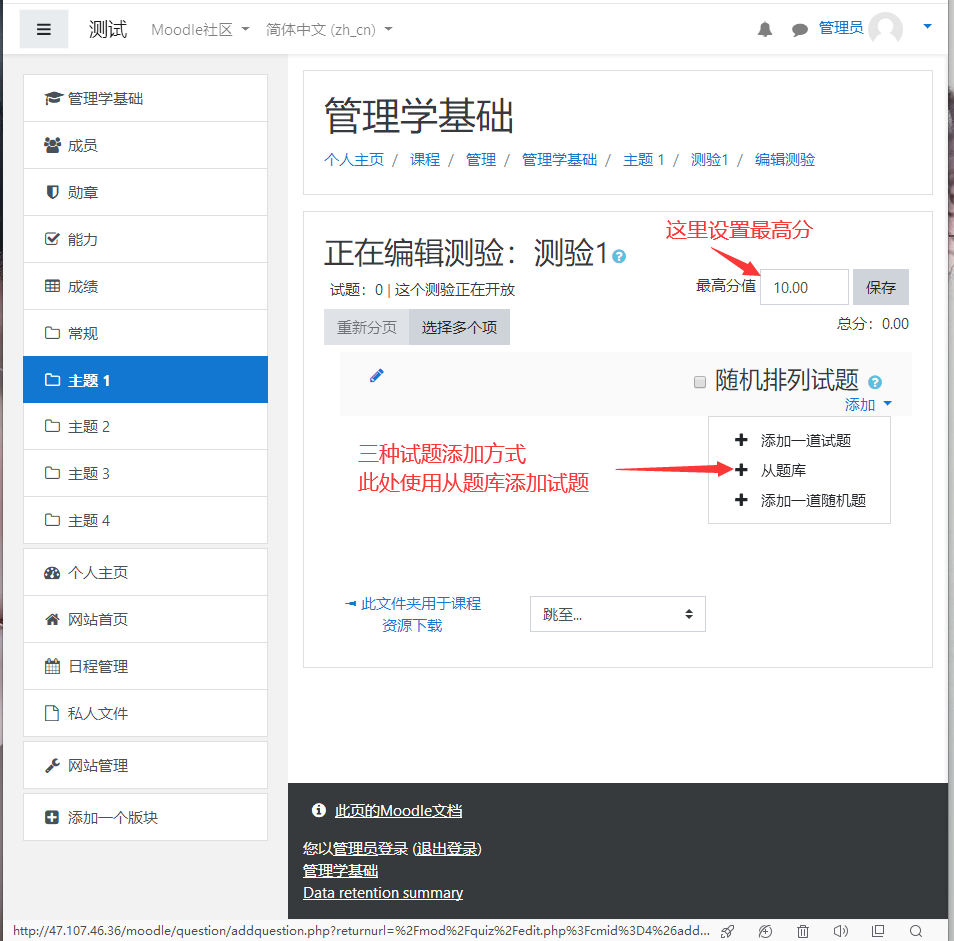 测试 Moodle社区 简体中文 (zh_cn) 管理员
管理学基础
成员
勋章
能力
成绩
常规
主题 1
主题 2
主题 3
主题 4
个人主页
网站首页
日程管理
私人文件
网站管理
添加一个版块
管理学基础
个人主页 / 课程 / 管理 / 管理学基础 / 主题 1 / 测验1 / 编辑测验
这里设置最高分
正在编辑测验：测验1
最高分值 10.00 保存
试题：0 | 这个测验正在开放
总分：0.00
重新分页 选择多个项
随机排列试题
添加
添加一道试题
从题库
添加一道随机题
三种试题添加方式
此处使用从题库添加试题
◄ 此文件夹用于课程
资源下载
跳至...
此页的Moodle文档
您以管理员登录 (退出登录)
管理学基础
Data retention summary
http://47.107.46.36/moodle/question/addquestion.php?returnurl=%2Fmod%2Fquiz%2Fedit.php%3Fcmid%3D4%26add...